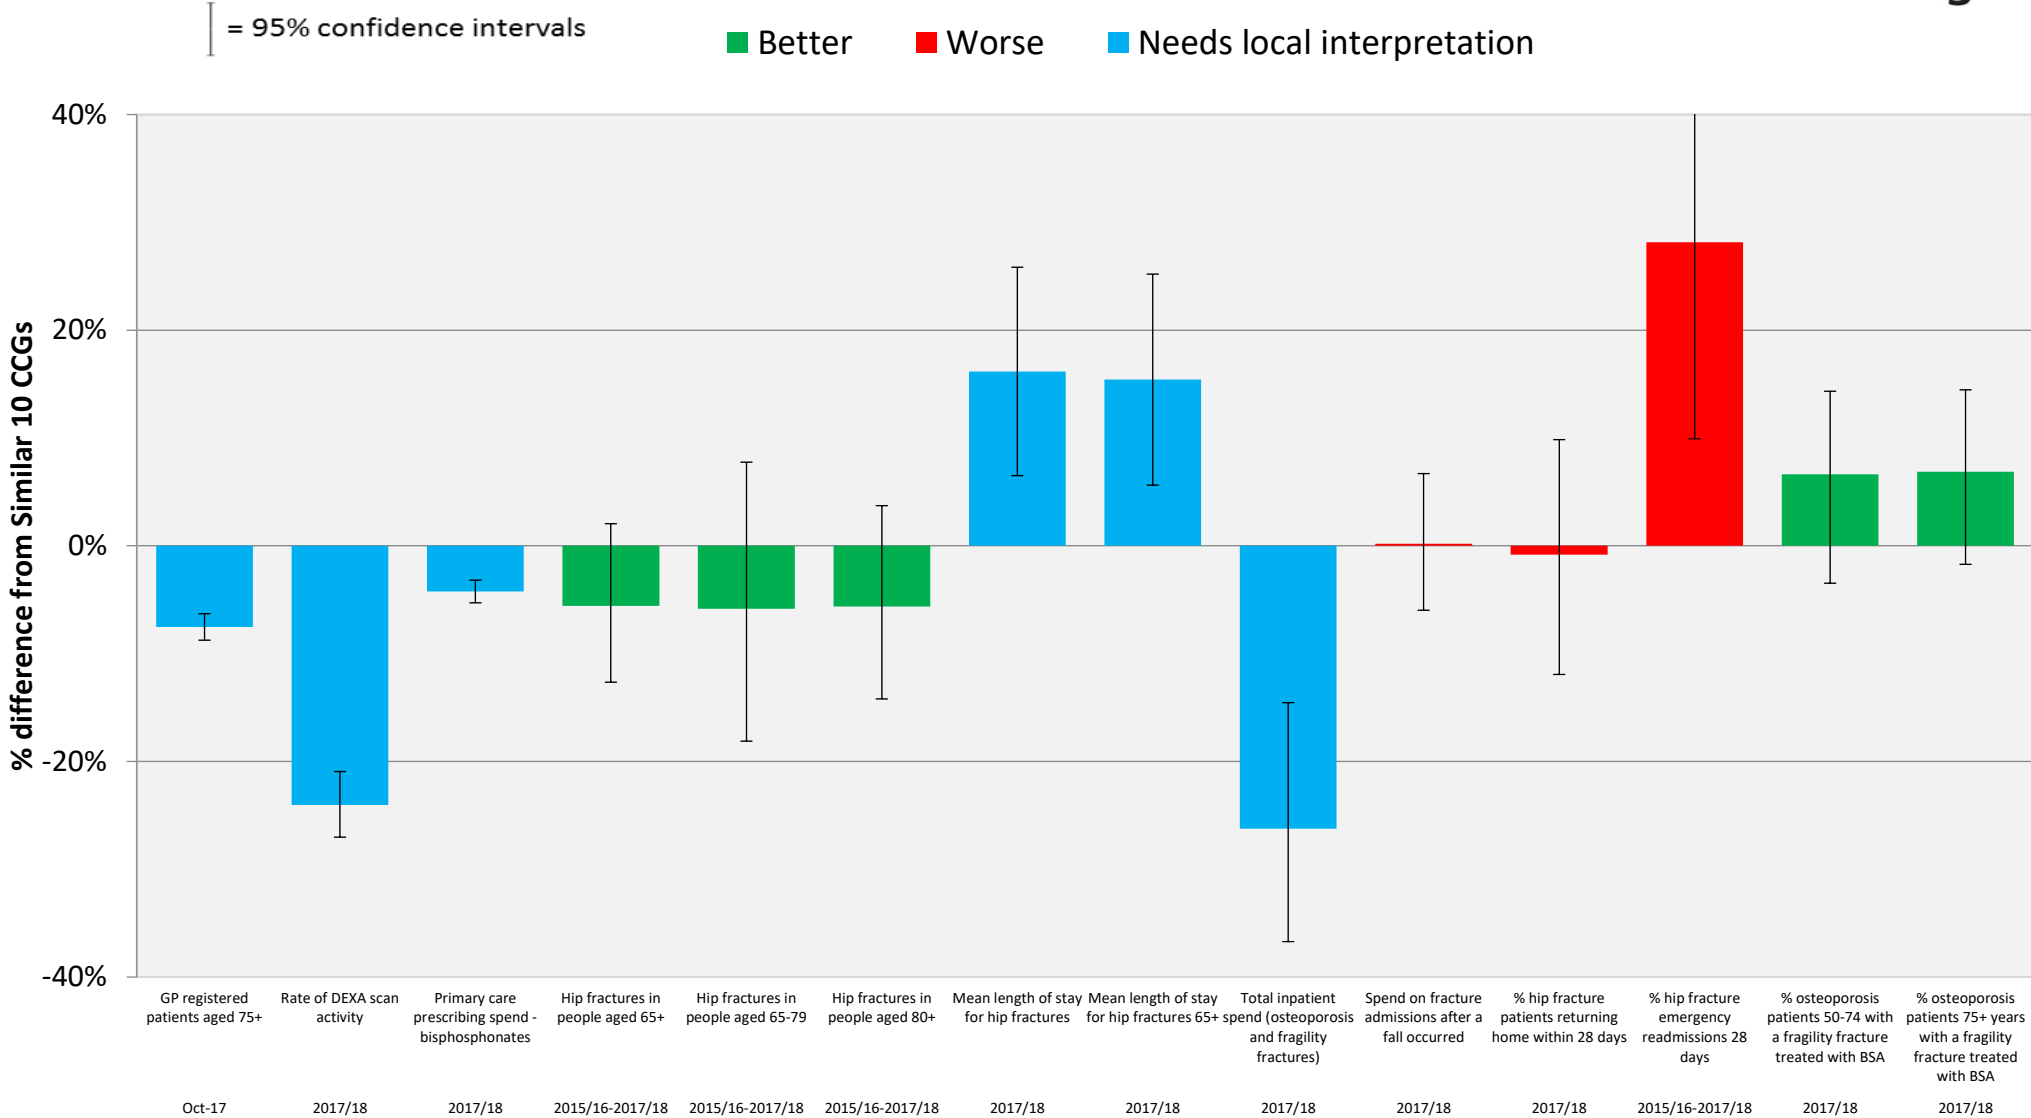 = 95% confidence intervals
Better
Worse
Needs local interpretation
% difference from Similar 10 CCGs
40%
20%
0%
-20%
-40%
GP registered
patients aged 75+
Oct-17
Rate of DEXA scan
activity
2017/18
Primary care
prescribing spend -
bisphosphonates
2017/18
Hip fractures in
people aged 65+
2015/16-2017/18
Hip fractures in
people aged 65-79
2015/16-2017/18
Hip fractures in
people aged 80+
2015/16-2017/18
Mean length of stay
for hip fractures
2017/18
Mean length of stay
for hip fractures 65+
2017/18
Total inpatient
spend (osteoporosis
and fragility
fractures)
2017/18
Spend on fracture
admissions after a
fall occurred
2017/18
% hip fracture
patients returning
home within 28 days
2017/18
% hip fracture
emergency
readmissions 28
days
2015/16-2017/18
% osteoporosis
patients 50-74 with
a fragility fracture
treated with BSA
2017/18
% osteoporosis
patients 75+ years
with a fragility
fracture treated
with BSA
2017/18